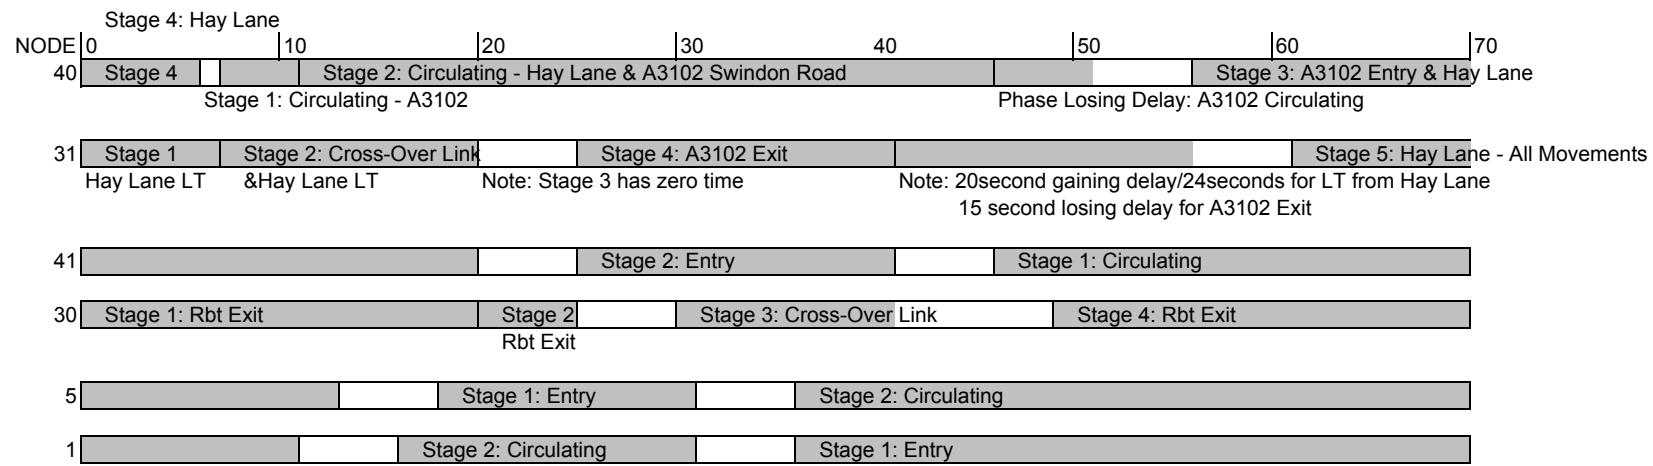 Stage 4: Hay Lane
NODE 0 10 20 30 40 50 60 70
40 Stage 4 Stage 2: Circulating - Hay Lane & A3102 Swindon Road Stage 3: A3102 Entry & Hay Lane
Stage 1: Circulating - A3102 Phase Losing Delay: A3102 Circulating
31 Stage 1 Stage 2: Cross-Over Link Stage 4: A3102 Exit Stage 5: Hay Lane - All Movements
Hay Lane LT &Hay Lane LT Note: Stage 3 has zero time Note: 20second gaining delay/24seconds for LT from Hay Lane
15 second losing delay for A3102 Exit
41 Stage 2: Entry Stage 1: Circulating
30 Stage 1: Rbt Exit Stage 2 Stage 3: Cross-Over Link Stage 4: Rbt Exit
Rbt Exit
5 Stage 1: Entry Stage 2: Circulating
1 Stage 2: Circulating Stage 1: Entry